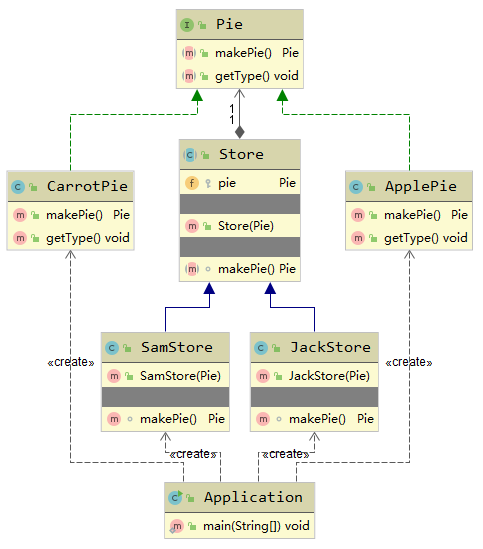 Pie
makePie() Pie
getType() void
1
1
Store
pie Pie
Store(Pie)
makePie() Pie
CarrotPie
makePie() Pie
getType() void
ApplePie
makePie() Pie
getType() void
SamStore
SamStore(Pie)
makePie() Pie
JackStore
JackStore(Pie)
makePie() Pie
«create»
«create»
«create»
«create»
Application
main(String[]) void